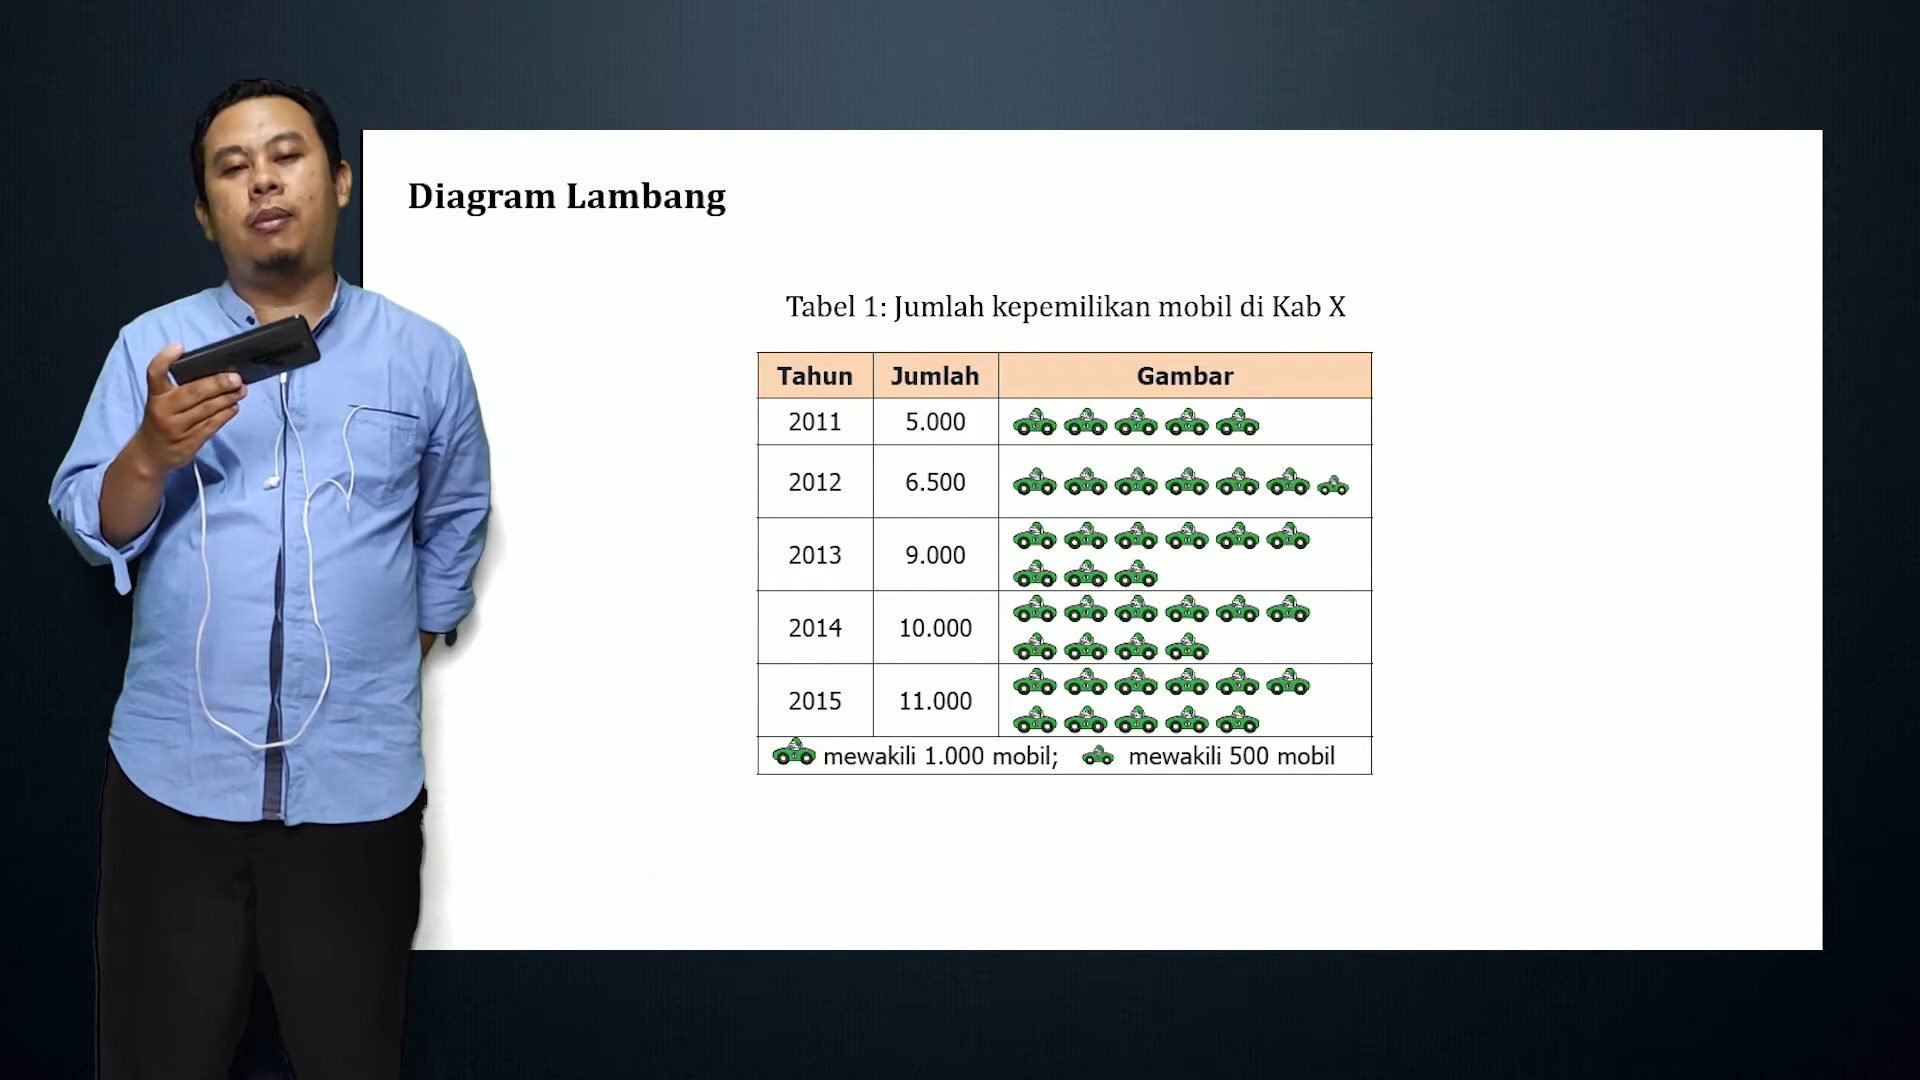 Diagram Lambang
Tabel 1: Jumlah kepemilikan mobil di Kab X
Tahun Jumlah Gambar
2011 5.000
2012 6.500
2013 9.000
2014 10.000
2015 11.000
mewakili 1.000 mobil; mewakili 500 mobil